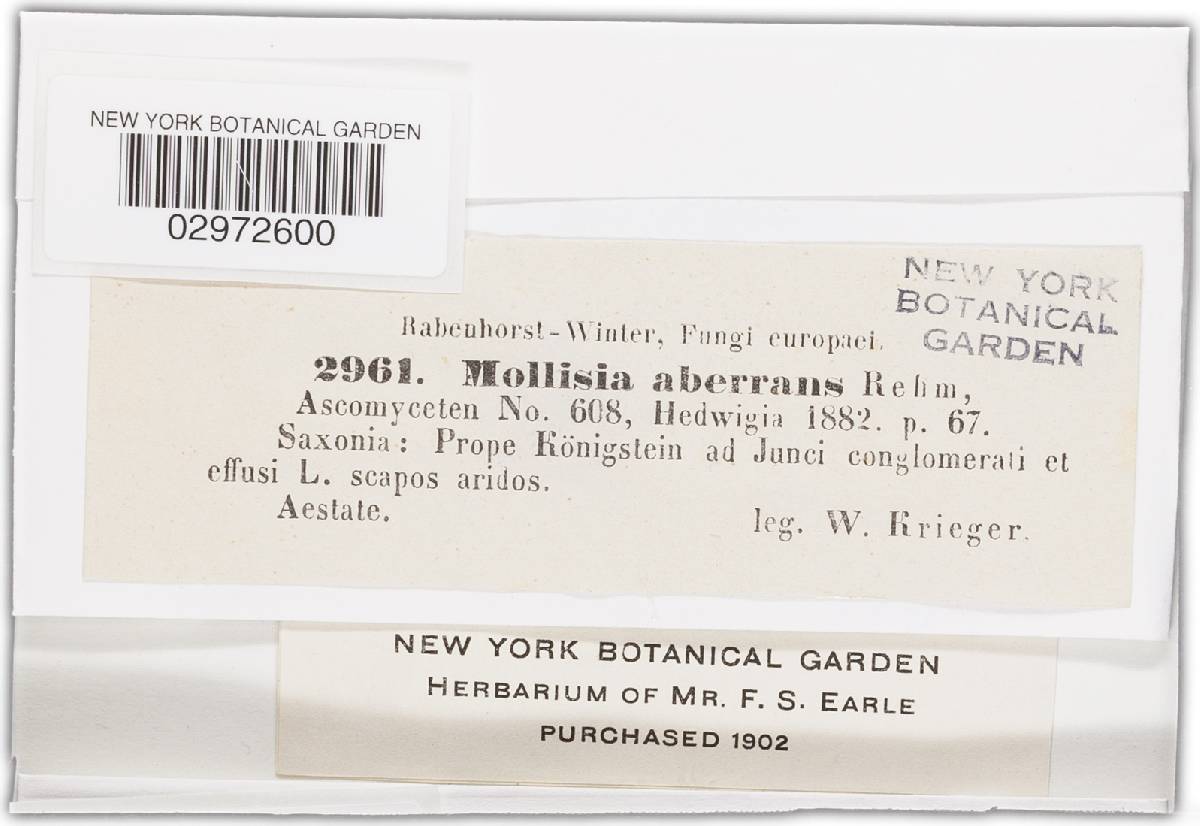 NEW YORK BOTANICAL GARDEN
02972600
NEW YORK
BOTANICAL
GARDEN
Rabenhorst-Winter, Fungi europaei.
2961. Mollisia aberrans Rehm,
Ascomyceten No. 608, Hedwigia 1882. p. 67.
Saxonia: Prope Königstein ad Junci conglomerati et
effusi L. scapos aridos.
Aestate.
leg. W. Krieger.
NEW YORK BOTANICAL GARDEN
HERBARIUM OF MR. F. S. EARLE
PURCHASED 1902